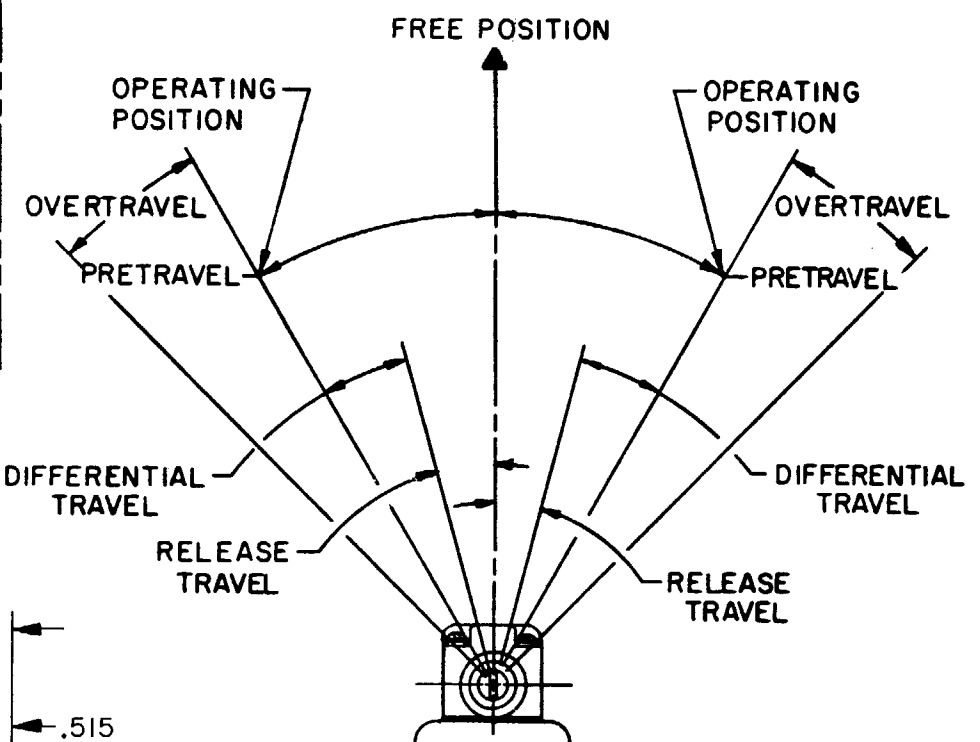 FREE POSITION
OPERATING
POSITION
OPERATING
POSITION
OVERTRAVEL
OVERTRAVEL
PRETRAVEL
PRETRAVEL
DIFFERENTIAL
TRAVEL
DIFFERENTIAL
TRAVEL
RELEASE
TRAVEL
RELEASE
TRAVEL
.515